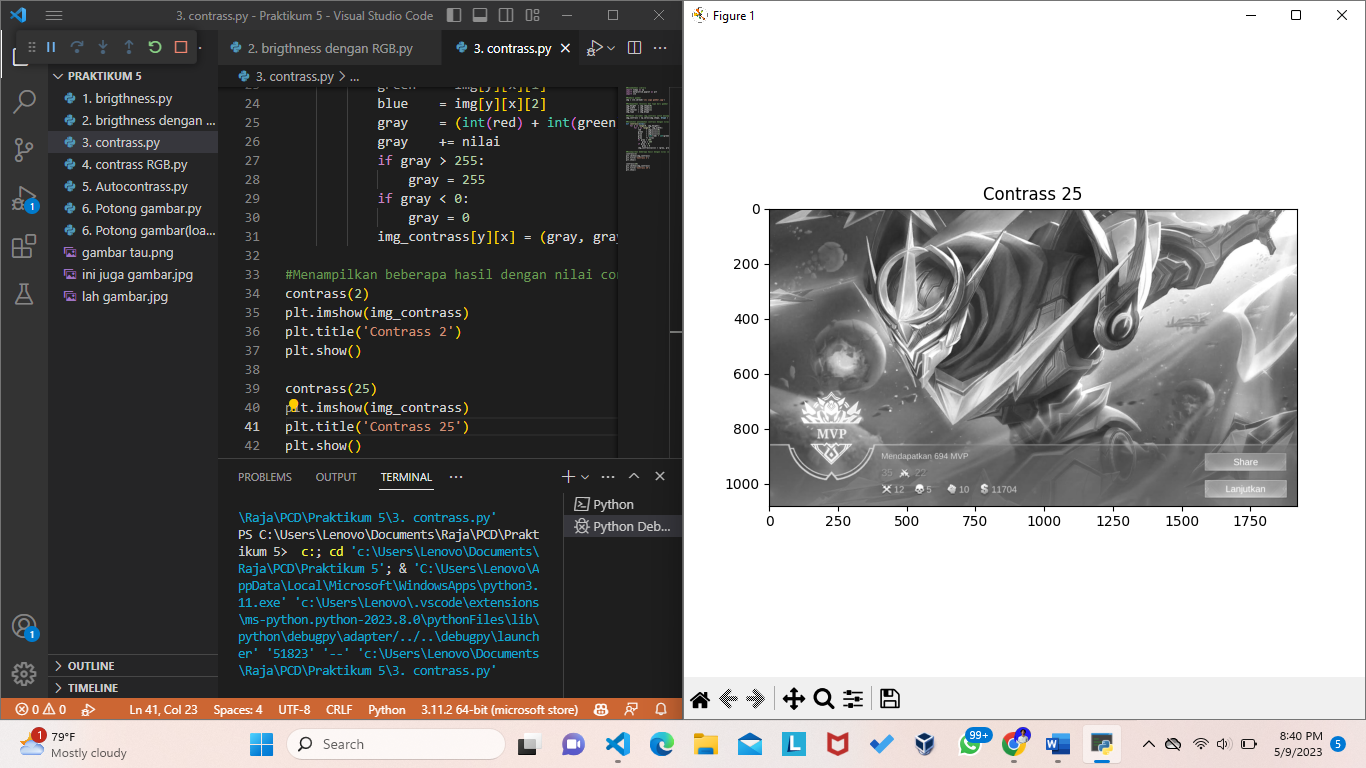 3. contrass.py - Praktikum 5 - Visual Studio Code
PRAKTIKUM 5
1. brigthness.py
2. brigthness dengan ...
3. contrass.py
4. contrass RGB.py
5. Autocontrass.py
6. Potong gambar.py
6. Potong gambar(loa...
gambar tau.png
ini juga gambar.jpg
lah gambar.jpg
OUTLINE
TIMELINE
1
1
2. brigthness dengan RGB.py
3. contrass.py
3. contrass.py > ...
24 blue    = img[y][x][2]
25 gray    = (int(red) + int(green
26 gray    += nilai
27 if gray > 255:
28 gray = 255
29 if gray < 0:
30 gray = 0
31 img_contrass[y][x] = (gray, gray
32
33 #Menampilkan beberapa hasil dengan nilai con
34 contrass(2)
35 plt.imshow(img_contrass)
36 plt.title('Contrass 2')
37 plt.show()
38
39 contrass(25)
40 plt.imshow(img_contrass)
41 plt.title('Contrass 25')
42 plt.show()
PROBLEMS OUTPUT TERMINAL ...
Python
Python Deb...
\Raja\PCD\Praktikum 5\3. contrass.py'
PS C:\Users\Lenovo\Documents\Raja\PCD\Prakt
ikum 5>  c:; cd 'c:\Users\Lenovo\Documents\
Raja\PCD\Praktikum 5'; & 'C:\Users\Lenovo\A
ppData\Local\Microsoft\WindowsApps\python3.
11.exe' 'c:\Users\Lenovo\.vscode\extensions
\ms-python.python-2023.8.0\pythonFiles\lib\
python\debugpy\adapter/../..\debugpy\launch
er' '51823' '--' 'c:\Users\Lenovo\Documents
\Raja\PCD\Praktikum 5\3. contrass.py'
0 0 Ln 41, Col 23 Spaces: 4 UTF-8 CRLF Python 3.11.2 64-bit (microsoft store)
Figure 1
Contrass 25
0
200
400
600
800
1000
0 250 500 750 1000 1250 1500 1750
MVP
Mendapatkan 694 MVP
35 22
12 5 10 11704
Share
Lanjutkan
1
79°F
Mostly cloudy
Search
99+
8:40 PM
5/9/2023
5